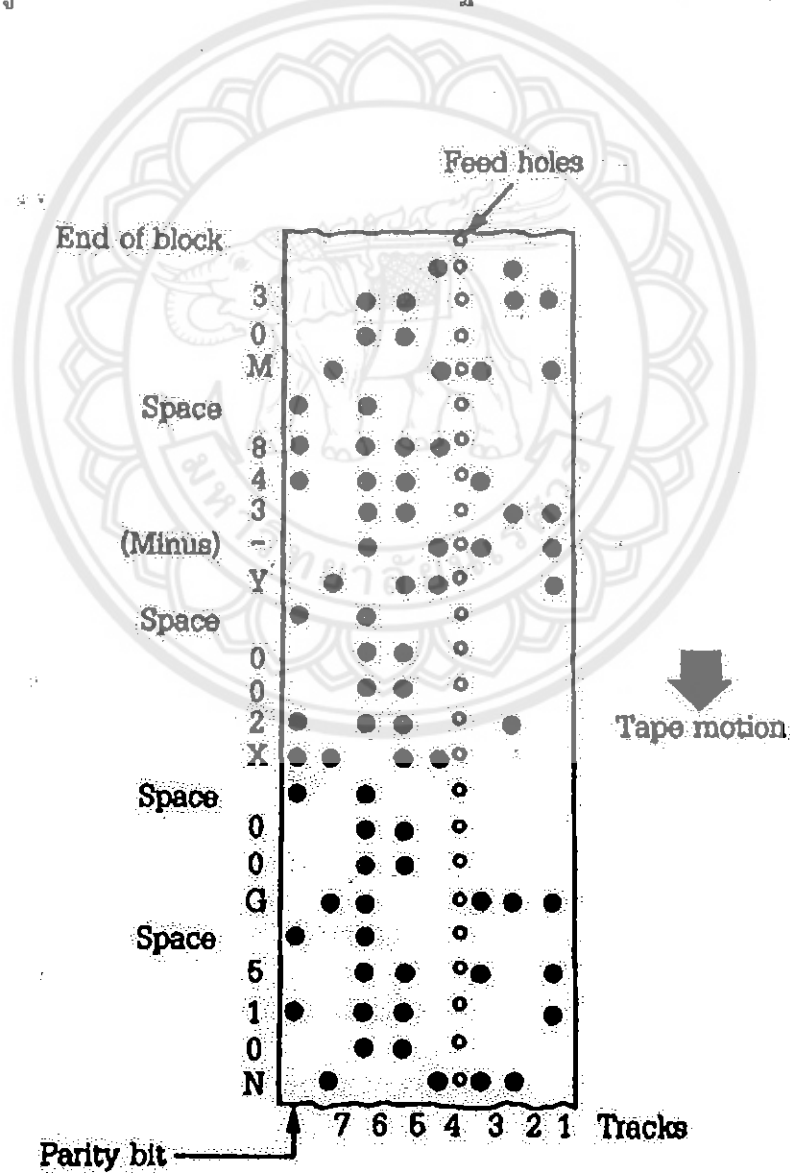 Feed holes
End of block
3
0
M
Space
8
4
3
(Minus) -
Y
Space
0
0
2
X
Tape motion
Space
0
0
G
Space
5
1
0
N
7 6 5 4 3 2 1 Tracks
Parity bit